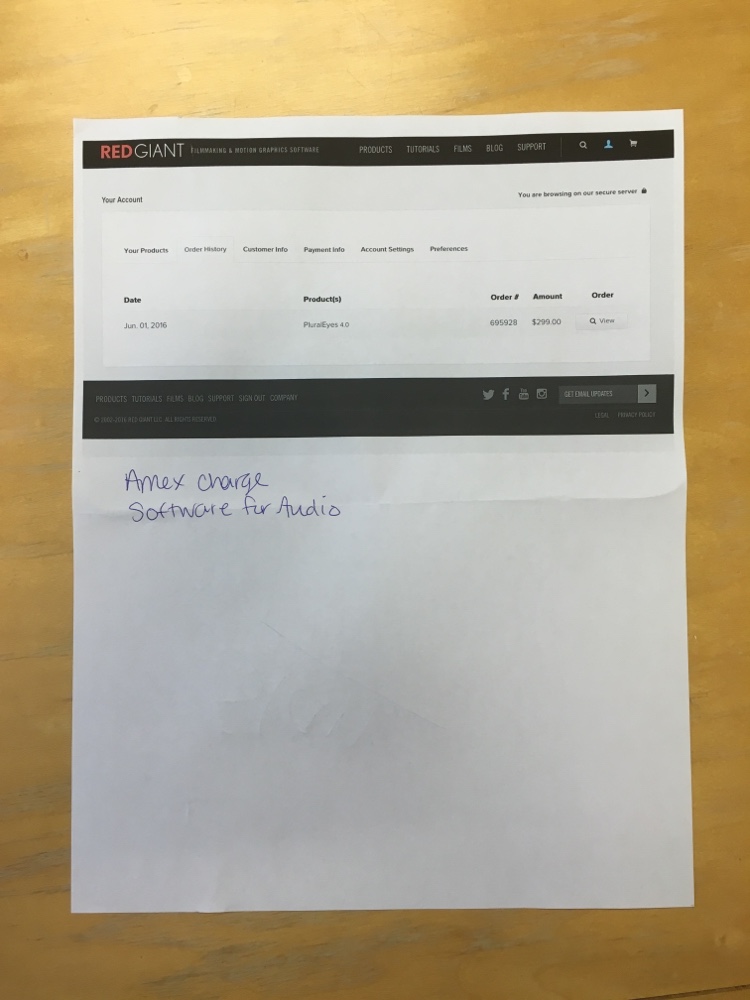 REDGIANT FILMMAKING & MOTION GRAPHICS SOFTWARE PRODUCTS TUTORIALS FILMS BLOG SUPPORT
Your Account You are browsing on our secure server
Your Products Order History Customer Info Payment Info Account Settings Preferences
Date Product(s) Order # Amount Order
Jun. 01, 2016 PluralEyes 4.0 695928 $299.00 View
PRODUCTS TUTORIALS FILMS BLOG SUPPORT SIGN OUT COMPANY You Tube GET EMAIL UPDATES
© 2002-2016 RED GIANT LLC. ALL RIGHTS RESERVED LEGAL PRIVACY POLICY
Amex charge
Software for Audio